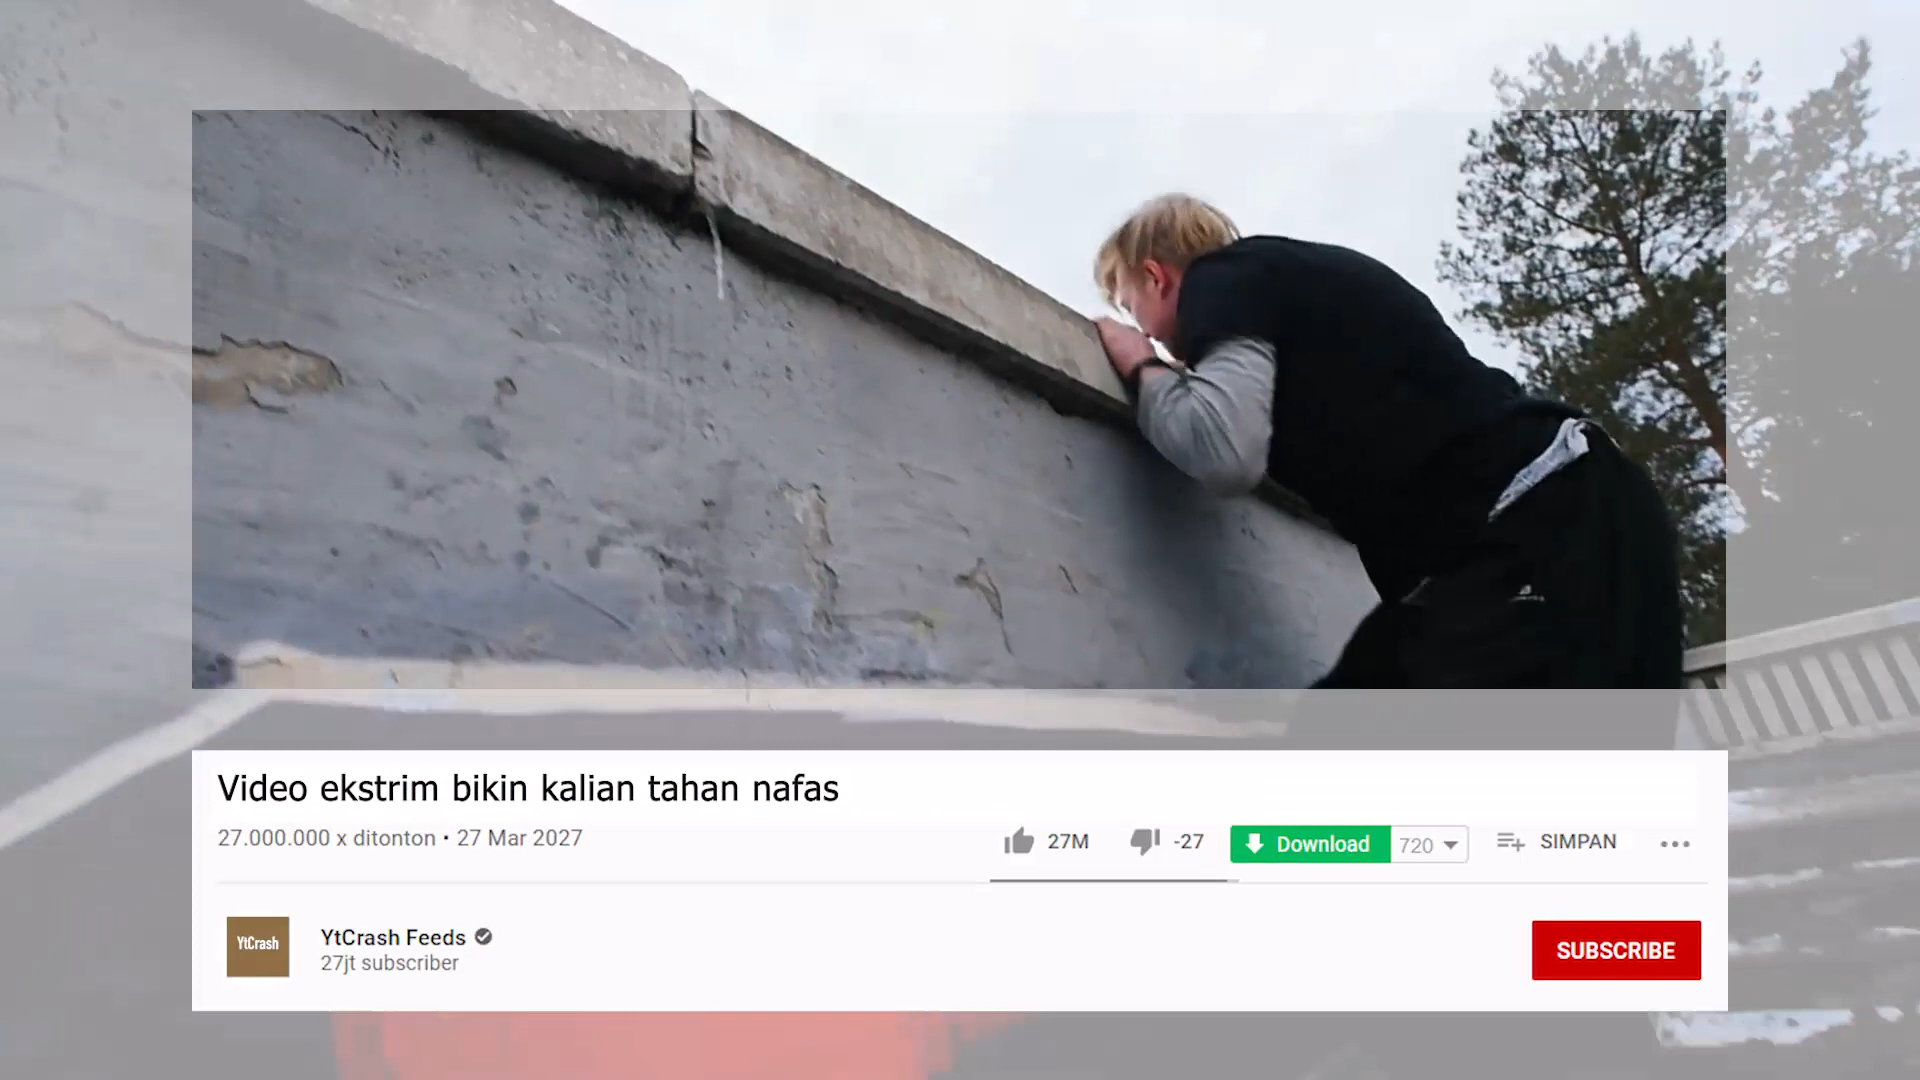 Video ekstrim bikin kalian tahan nafas
27.000.000 x ditonton • 27 Mar 2027
27M
-27
Download
720
SIMPAN
YtCrash
YtCrash Feeds
27jt subscriber
SUBSCRIBE